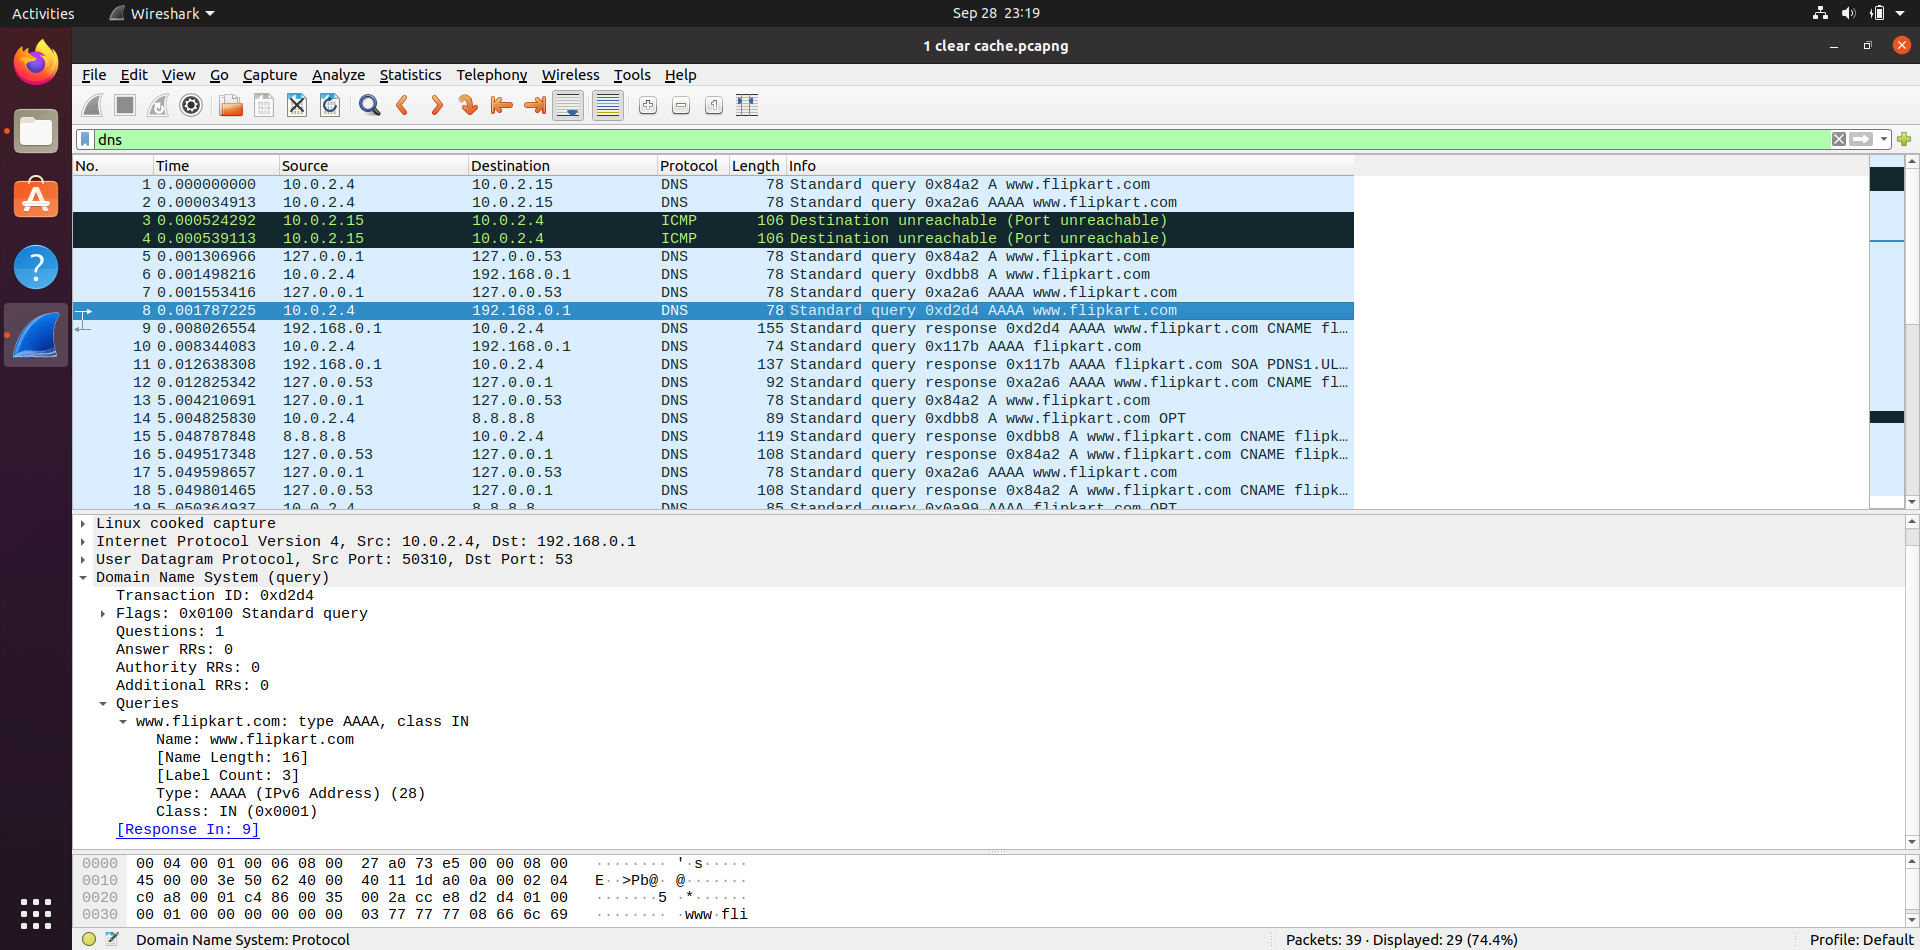 Activities Wireshark Sep 28 23:19
1 clear cache.pcapng
File Edit View Go Capture Analyze Statistics Telephony Wireless Tools Help
dns
No. Time Source Destination Protocol Length Info
1 0.000000000 10.0.2.4 10.0.2.15 DNS 78 Standard query 0x84a2 A www.flipkart.com
2 0.000034913 10.0.2.4 10.0.2.15 DNS 78 Standard query 0xa2a6 AAAA www.flipkart.com
3 0.000524292 10.0.2.15 10.0.2.4 ICMP 106 Destination unreachable (Port unreachable)
4 0.000539113 10.0.2.15 10.0.2.4 ICMP 106 Destination unreachable (Port unreachable)
5 0.001306966 127.0.0.1 127.0.0.53 DNS 78 Standard query 0x84a2 A www.flipkart.com
6 0.001498216 10.0.2.4 192.168.0.1 DNS 78 Standard query 0xdbb8 A www.flipkart.com
7 0.001553416 127.0.0.1 127.0.0.53 DNS 78 Standard query 0xa2a6 AAAA www.flipkart.com
8 0.001787225 10.0.2.4 192.168.0.1 DNS 78 Standard query 0xd2d4 AAAA www.flipkart.com
9 0.008026554 192.168.0.1 10.0.2.4 DNS 155 Standard query response 0xd2d4 AAAA www.flipkart.com CNAME fl…
10 0.008344083 10.0.2.4 192.168.0.1 DNS 74 Standard query 0x117b AAAA flipkart.com
11 0.012638308 192.168.0.1 10.0.2.4 DNS 137 Standard query response 0x117b AAAA flipkart.com SOA PDNS1.UL…
12 0.012825342 127.0.0.53 127.0.0.1 DNS 92 Standard query response 0xa2a6 AAAA www.flipkart.com CNAME fl…
13 5.004210691 127.0.0.1 127.0.0.53 DNS 78 Standard query 0x84a2 A www.flipkart.com
14 5.004825830 10.0.2.4 8.8.8.8 DNS 89 Standard query 0xdbb8 A www.flipkart.com OPT
15 5.048787848 8.8.8.8 10.0.2.4 DNS 119 Standard query response 0xdbb8 A www.flipkart.com CNAME flipk…
16 5.049517348 127.0.0.53 127.0.0.1 DNS 108 Standard query response 0x84a2 A www.flipkart.com CNAME flipk…
17 5.049598657 127.0.0.1 127.0.0.53 DNS 78 Standard query 0xa2a6 AAAA www.flipkart.com
18 5.049801465 127.0.0.53 127.0.0.1 DNS 108 Standard query response 0x84a2 A www.flipkart.com CNAME flipk…
19 5.050364937 10.0.2.4 8.8.8.8 DNS 85 Standard query 0x0a99 AAAA flipkart.com OPT
Linux cooked capture
Internet Protocol Version 4, Src: 10.0.2.4, Dst: 192.168.0.1
User Datagram Protocol, Src Port: 50310, Dst Port: 53
Domain Name System (query)
Transaction ID: 0xd2d4
Flags: 0x0100 Standard query
Questions: 1
Answer RRs: 0
Authority RRs: 0
Additional RRs: 0
Queries
www.flipkart.com: type AAAA, class IN
Name: www.flipkart.com
[Name Length: 16]
[Label Count: 3]
Type: AAAA (IPv6 Address) (28)
Class: IN (0x0001)
[Response In: 9]
0000 00 04 00 01 00 06 08 00 27 a0 73 e5 00 00 08 00 ········ '·s·····
0010 45 00 00 3e 50 62 40 00 40 11 1d a0 0a 00 02 04 E··>Pb@· @·······
0020 c0 a8 00 01 c4 86 00 35 00 2a cc e8 d2 d4 01 00 ·······5 ·*······
0030 00 01 00 00 00 00 00 00 03 77 77 77 08 66 6c 69 ········ ·www·fli
Domain Name System: Protocol Packets: 39 · Displayed: 29 (74.4%) Profile: Default